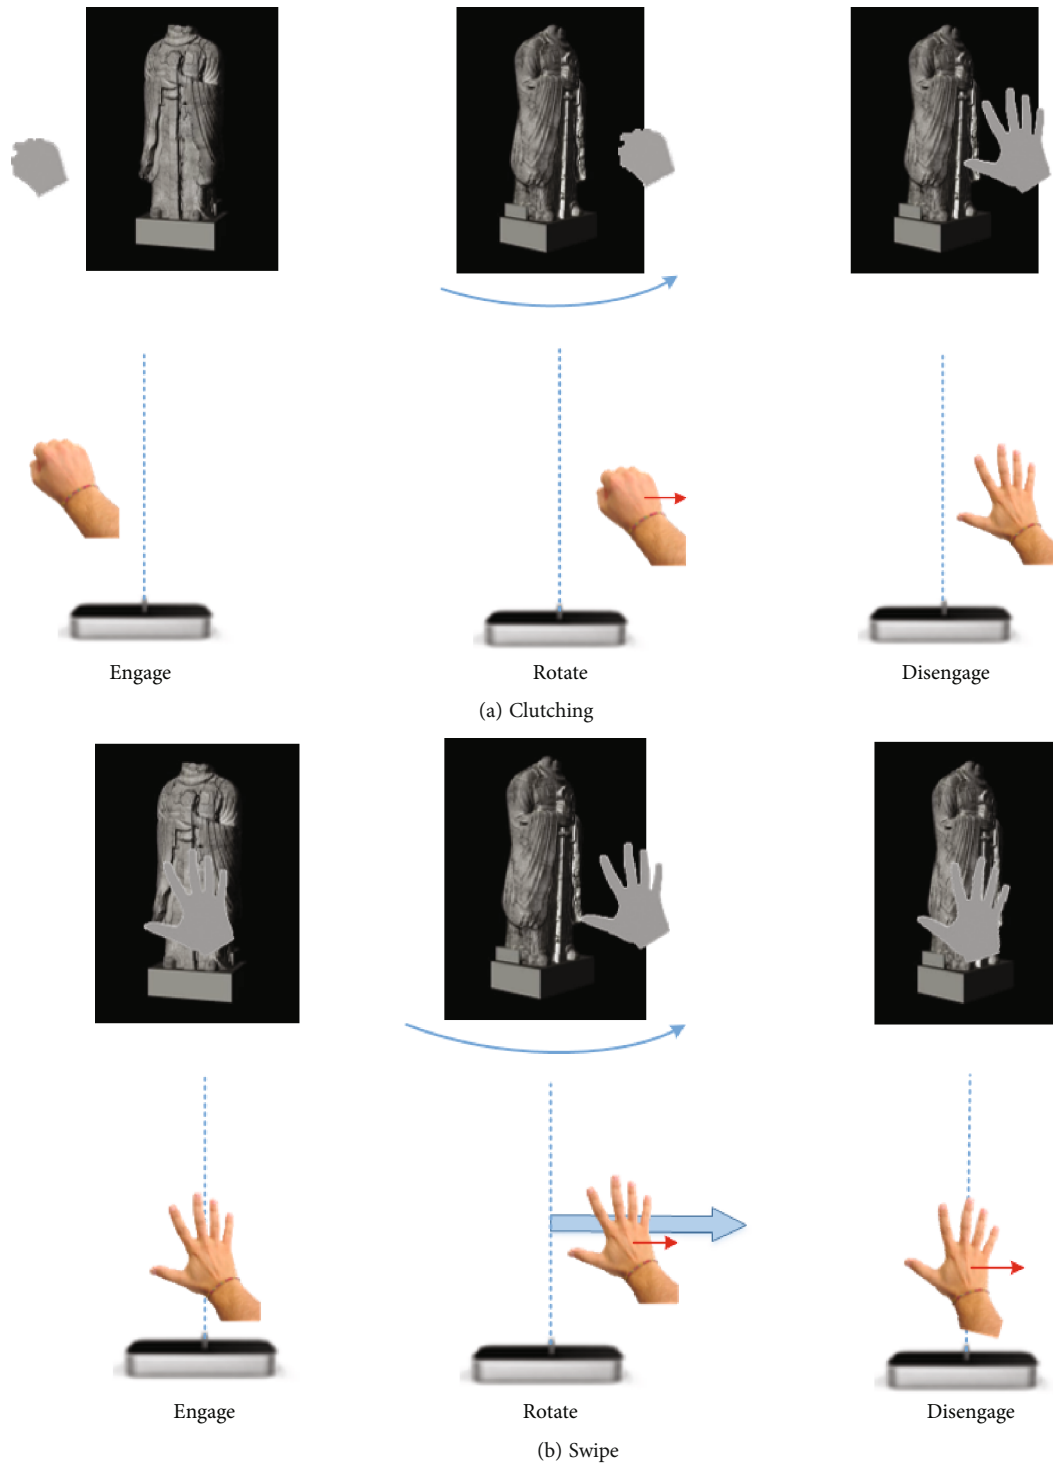 Engage
Rotate
Disengage
(a) Clutching
Engage
Rotate
Disengage
(b) Swipe